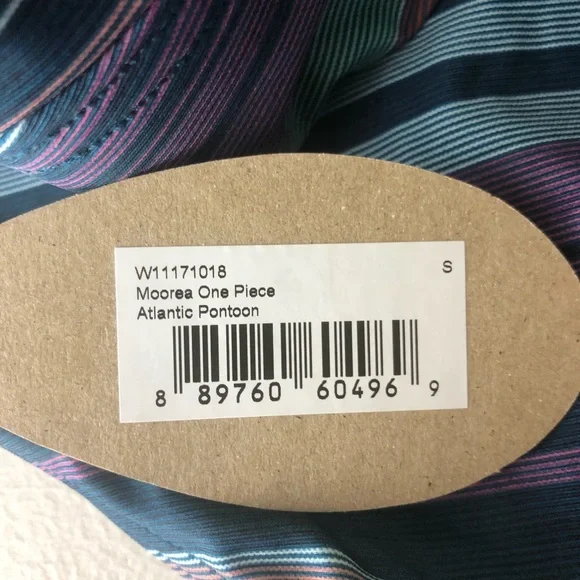 W11171018 S
Moorea One Piece
Atlantic Pontoon
8 89760 60496 9